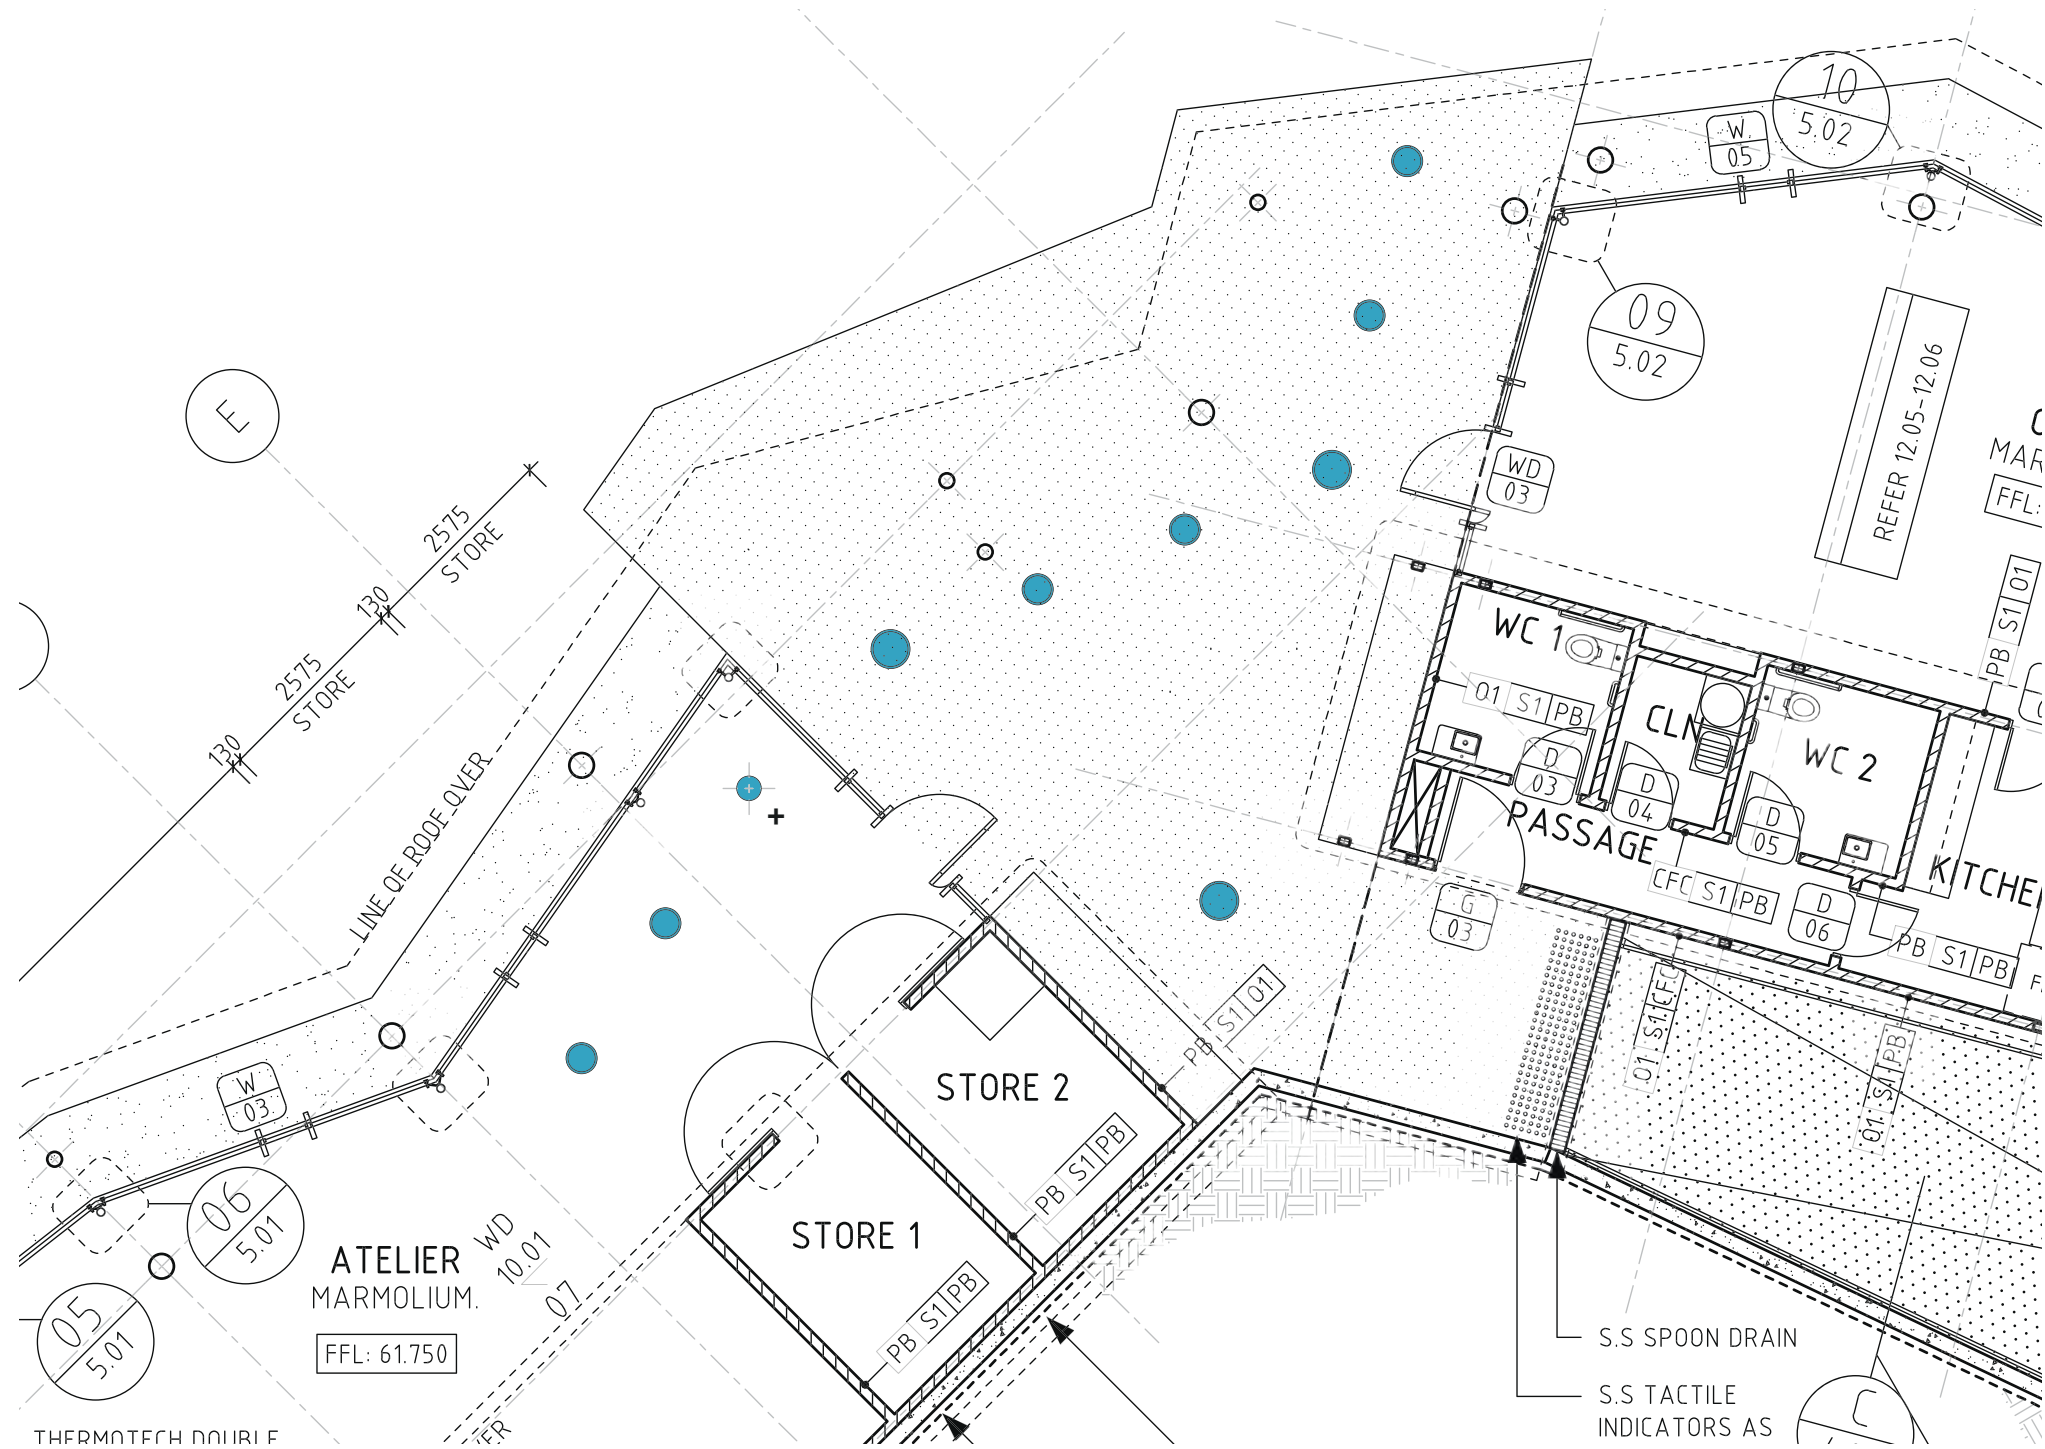 10
5.02
W
05
09
5.02
REFER 12.05-12.06
E
2575
STORE
130
2575
STORE
130
LINE OF ROOF OVER
WD
03
FFL:
PB S1 01
WC 1
01 S1 PB
CLN
WC 2
D
03
D
04
D
05
PASSAGE
CFC S1 PB
D
06
G
03
PB S1 PB
PB S1 01
01 S1 CFC
01 S1 PB
W
03
STORE 2
PB S1 PB
STORE 1
PB S1 PB
06
5.01
05
5.01
ATELIER
MARMOLIUM.
FFL: 61.750
WD
10.01
07
S.S SPOON DRAIN
S.S TACTILE
INDICATORS AS
C
THERMOTECH DOUBLE